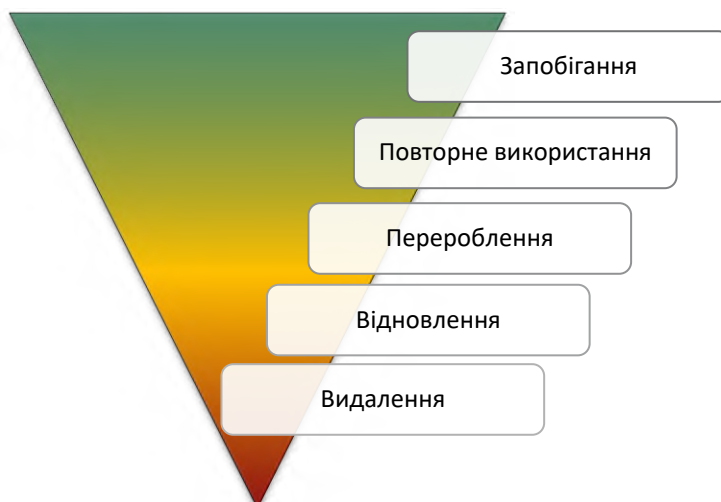 Запобігання
Повторне використання
Перероблення
Відновлення
Видалення